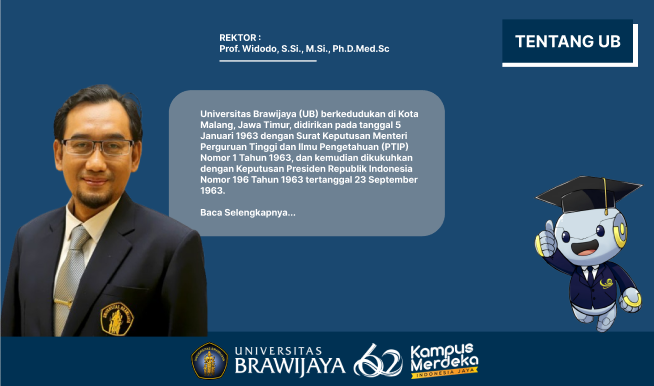 REKTOR :
Prof. Widodo, S.Si., M.Si., Ph.D.Med.Sc
TENTANG UB
Universitas Brawijaya (UB) berkedudukan di Kota
Malang, Jawa Timur, didirikan pada tanggal 5
Januari 1963 dengan Surat Keputusan Menteri
Perguruan Tinggi dan Ilmu Pengetahuan (PTIP)
Nomor 1 Tahun 1963, dan kemudian dikukuhkan
dengan Keputusan Presiden Republik Indonesia
Nomor 196 Tahun 1963 tertanggal 23 September
1963.
Baca Selengkapnya...
UNIVERSITAS BRAWIJAYA
UNIVERSITAS
BRAWIJAYA
62
Kampus
Merdeka
INDONESIA JAYA